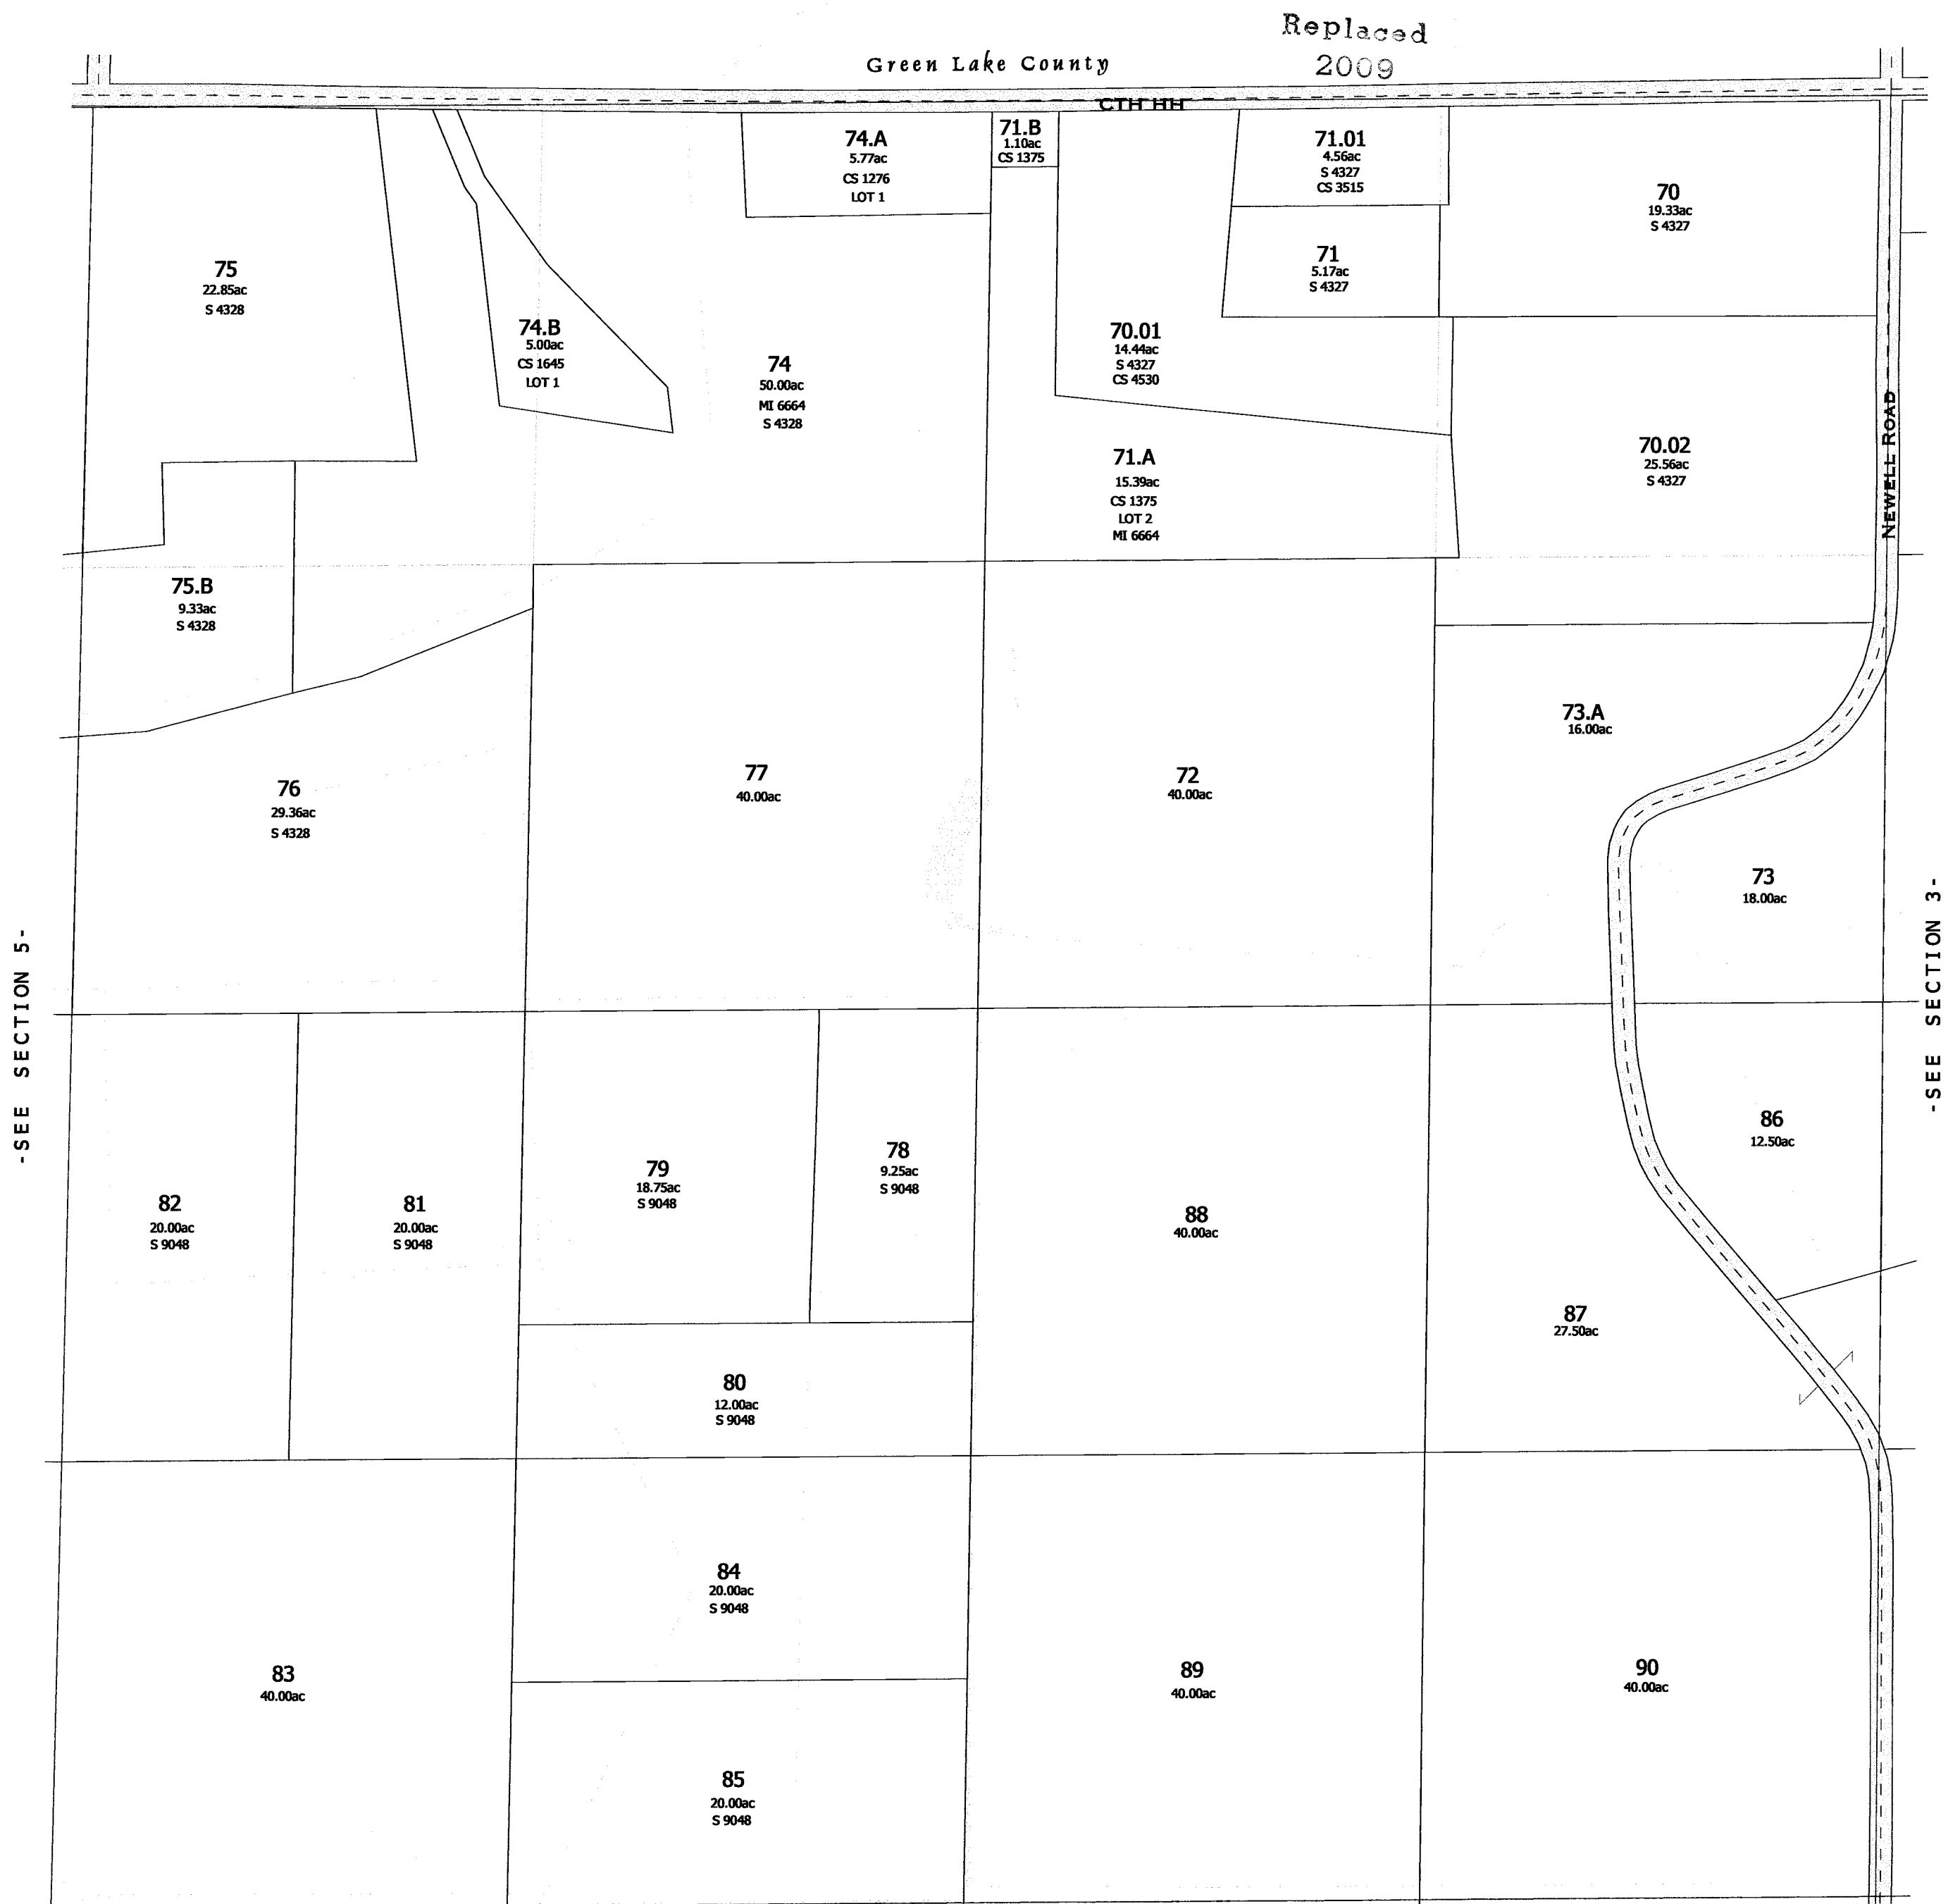 Replaced
2009
Green Lake County
CTH HH
74.A
5.77ac
CS 1276
LOT 1
71.B
1.10ac
CS 1375
71.01
4.56ac
S 4327
CS 3515
70
19.33ac
S 4327
75
22.85ac
S 4328
71
5.17ac
S 4327
74.B
5.00ac
CS 1645
LOT 1
74
50.00ac
MI 6664
S 4328
70.01
14.44ac
S 4327
CS 4530
71.A
15.39ac
CS 1375
LOT 2
MI 6664
70.02
25.56ac
S 4327
NEWELL ROAD
75.B
9.33ac
S 4328
73.A
16.00ac
76
29.36ac
S 4328
77
40.00ac
72
40.00ac
73
18.00ac
-SEE SECTION 5-
-SEE SECTION 3-
82
20.00ac
S 9048
81
20.00ac
S 9048
79
18.75ac
S 9048
78
9.25ac
S 9048
88
40.00ac
86
12.50ac
87
27.50ac
80
12.00ac
S 9048
84
20.00ac
S 9048
83
40.00ac
89
40.00ac
90
40.00ac
85
20.00ac
S 9048